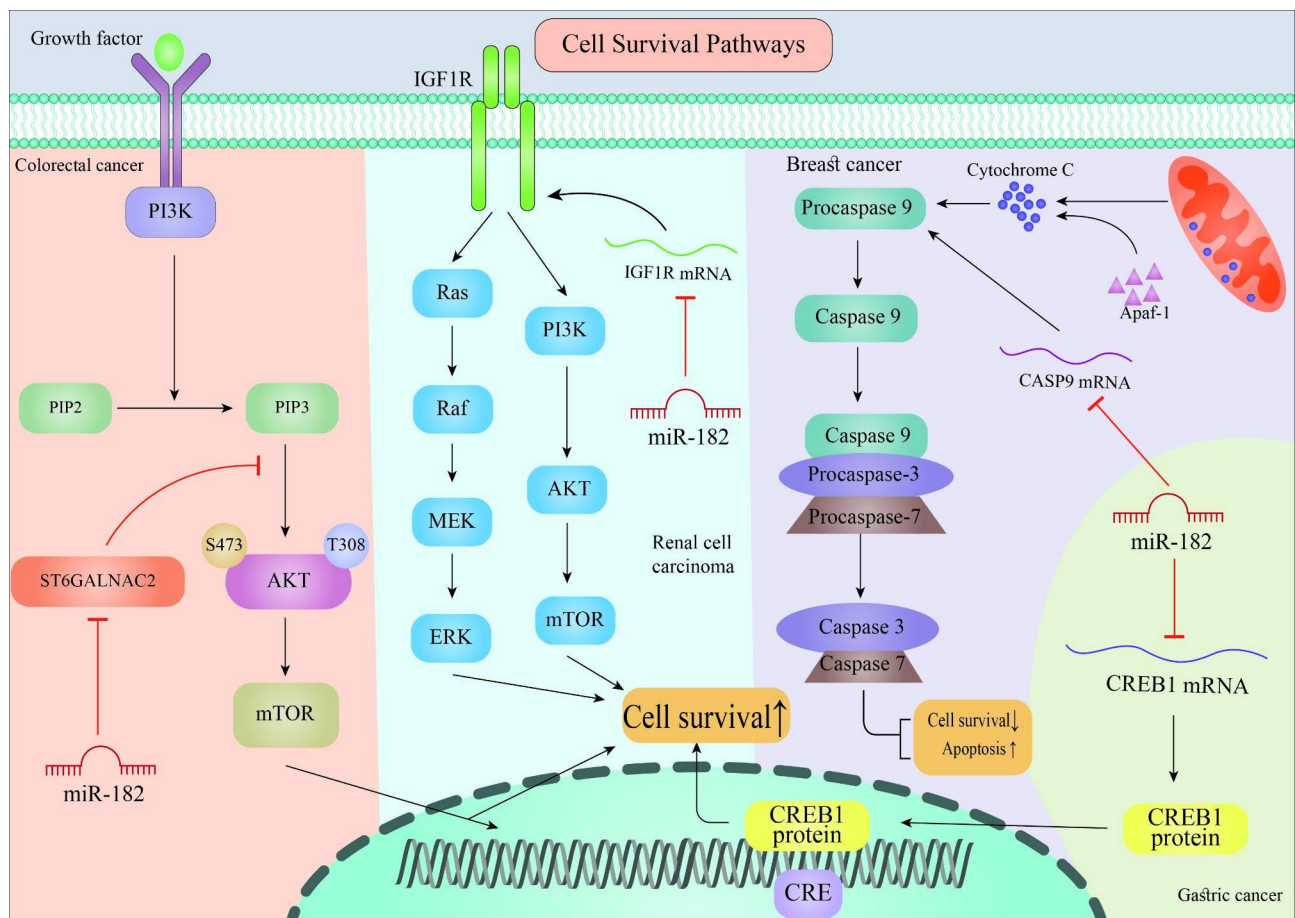 Cell Survival Pathways
Growth factor
IGF1R
Colorectal cancer
PI3K
PIP2
PIP3
S473
T308
AKT
ST6GALNAC2
mTOR
miR-182
Ras
Raf
MEK
ERK
PI3K
AKT
mTOR
IGF1R mRNA
miR-182
Renal cell
carcinoma
Cell survival↑
Breast cancer
Cytochrome C
Procaspase 9
Apaf-1
Caspase 9
CASP9 mRNA
Caspase 9
Procaspase-3
Procaspase-7
Caspase 3
Caspase 7
Cell survival↓
Apoptosis ↑
miR-182
CREB1 mRNA
CREB1
protein
CREB1
protein
CRE
Gastric cancer